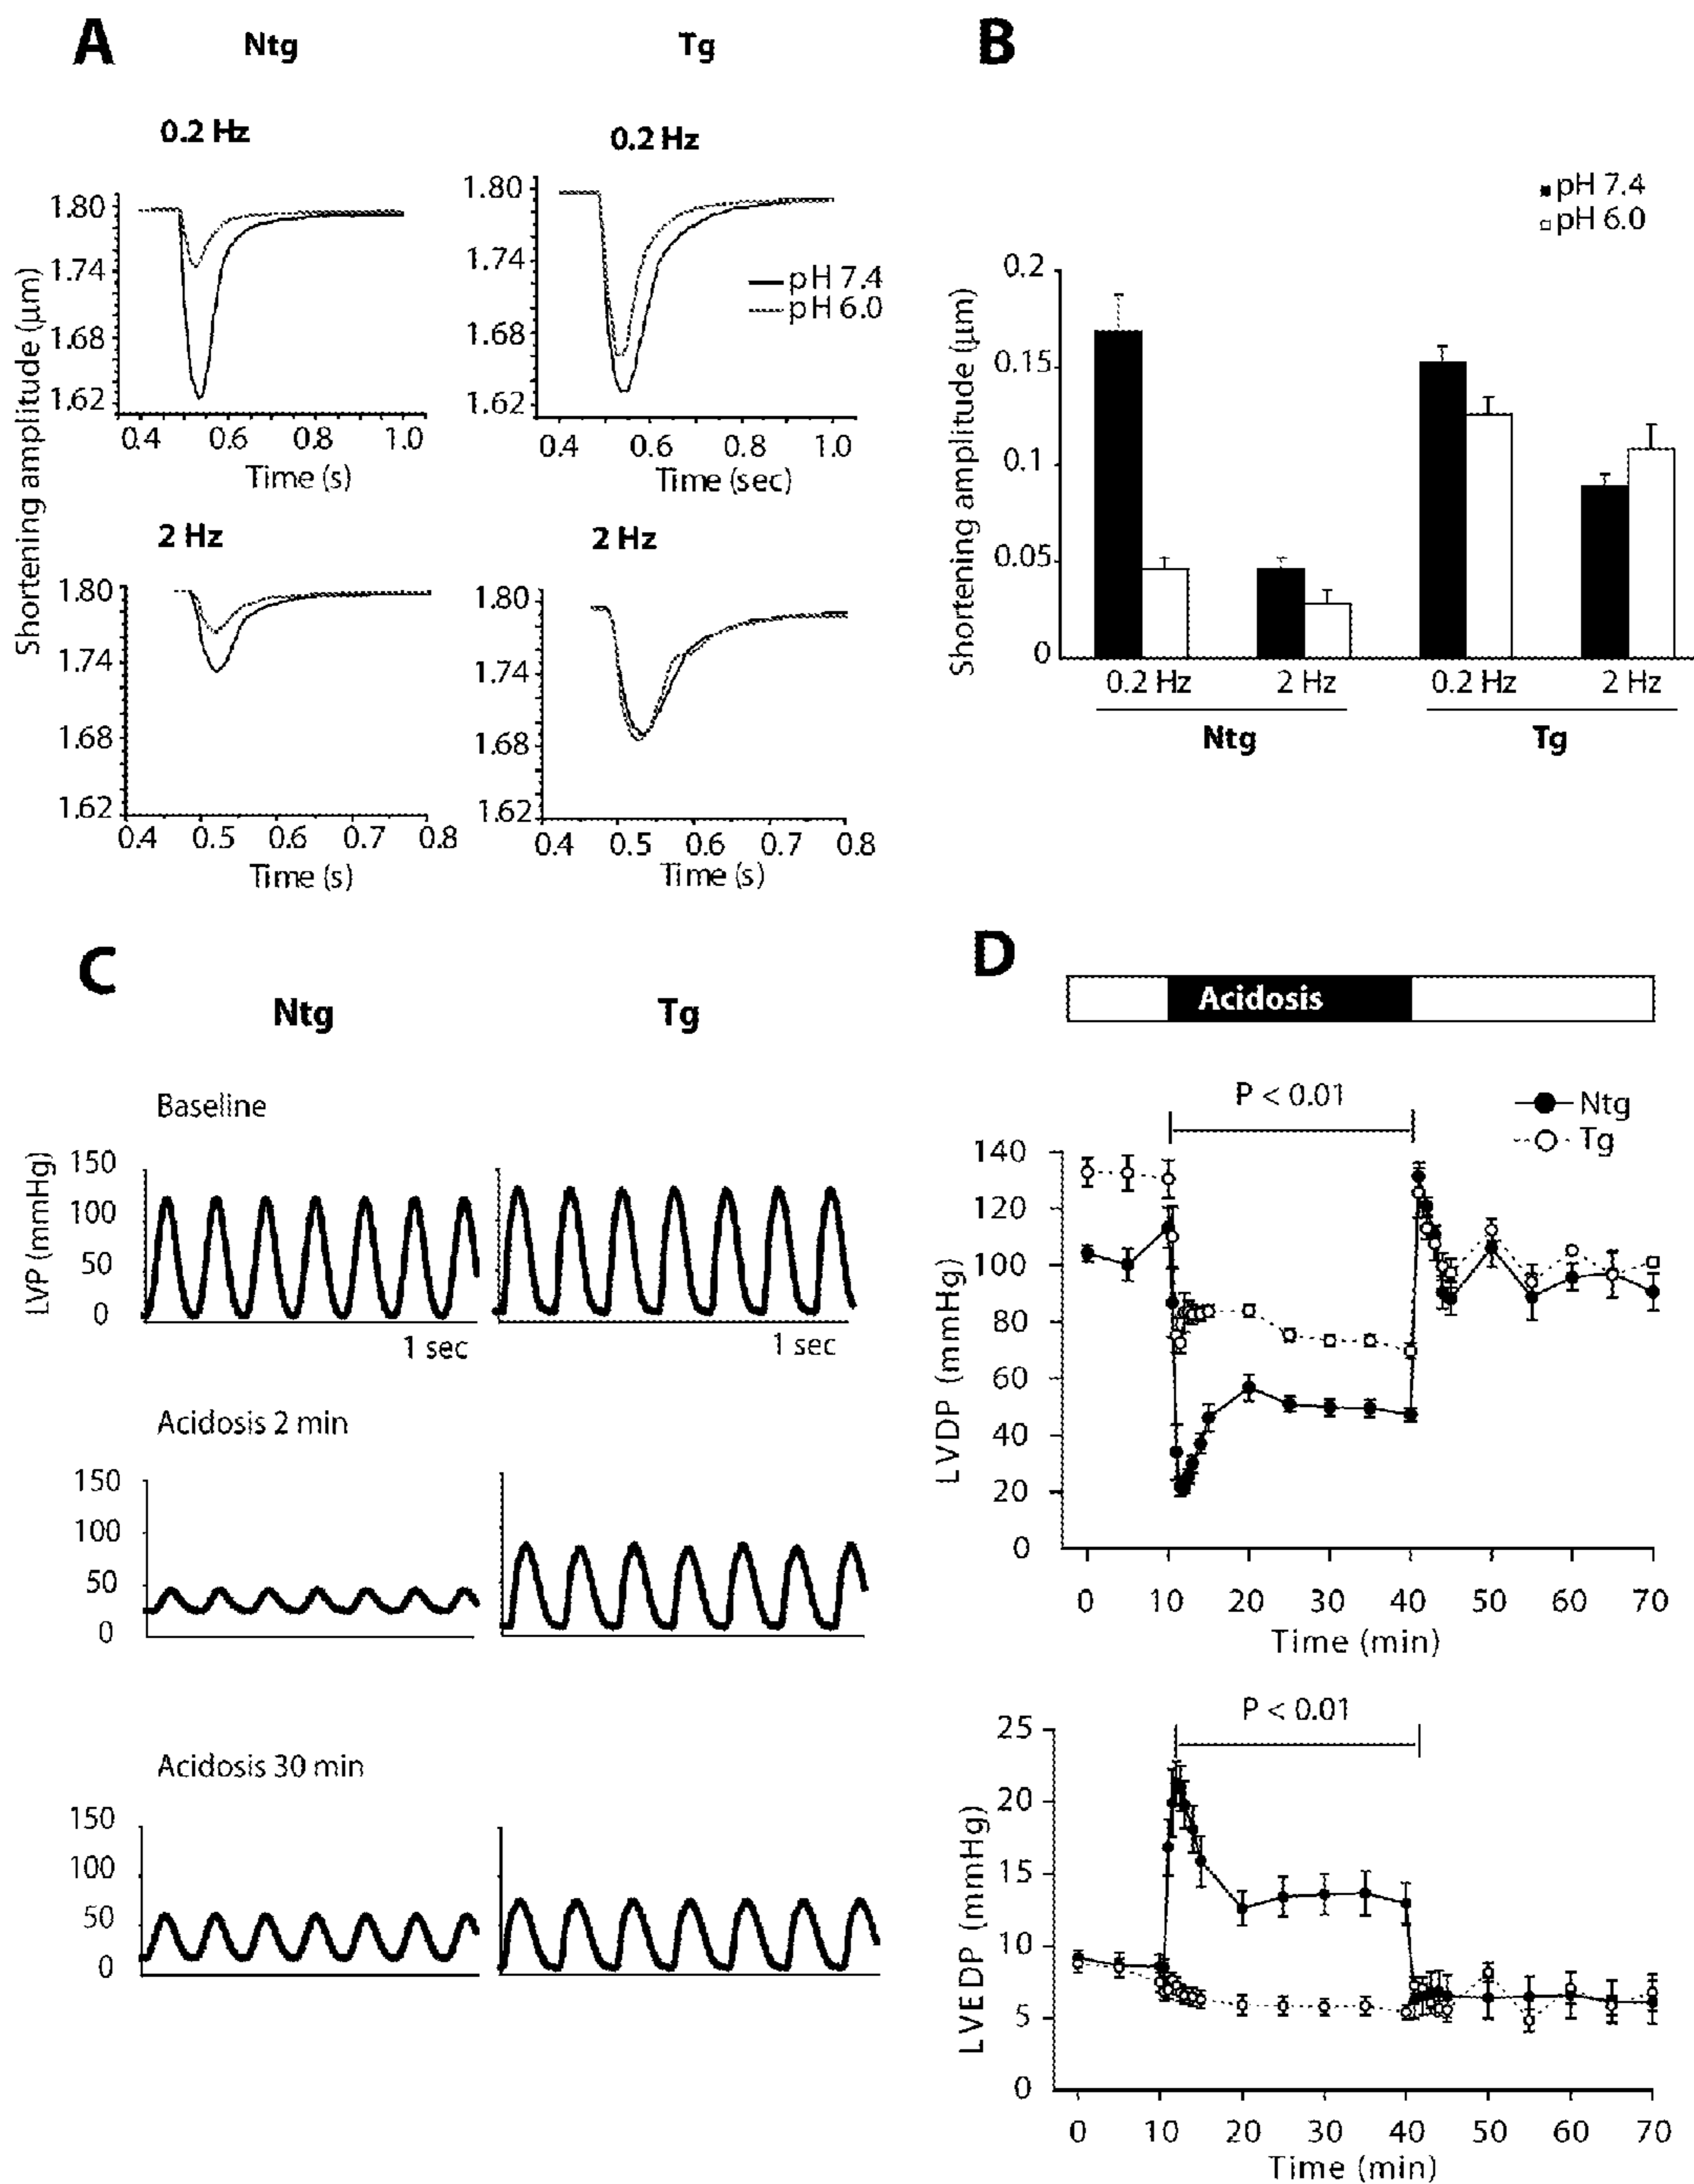 A
Ntg
Tg
0.2 Hz
0.2 Hz
Shortening amplitude (μm)
1.80
1.74
1.68
1.62
0.4 0.6 0.8 1.0
Time (s)
1.80
1.74
1.68
1.62
pH 7.4
pH 6.0
0.4 0.6 0.8 1.0
Time (sec)
2 Hz
2 Hz
1.80
1.74
1.68
1.62
0.4 0.5 0.6 0.7 0.8
Time (s)
1.80
1.74
1.68
1.62
0.4 0.5 0.6 0.7 0.8
Time (s)
B
pH 7.4
pH 6.0
Shortening amplitude (μm)
0.2
0.15
0.1
0.05
0
0.2 Hz 2 Hz 0.2 Hz 2 Hz
Ntg Tg
C
Ntg
Tg
Baseline
LVP (mmHg)
150
100
50
0
1 sec
1 sec
Acidosis 2 min
150
100
50
0
Acidosis 30 min
150
100
50
0
D
Acidosis
P < 0.01
Ntg
Tg
LVDP (mmHg)
140
120
100
80
60
40
20
0
0 10 20 30 40 50 60 70
Time (min)
P < 0.01
LVEDP (mmHg)
25
20
15
10
5
0
0 10 20 30 40 50 60 70
Time (min)